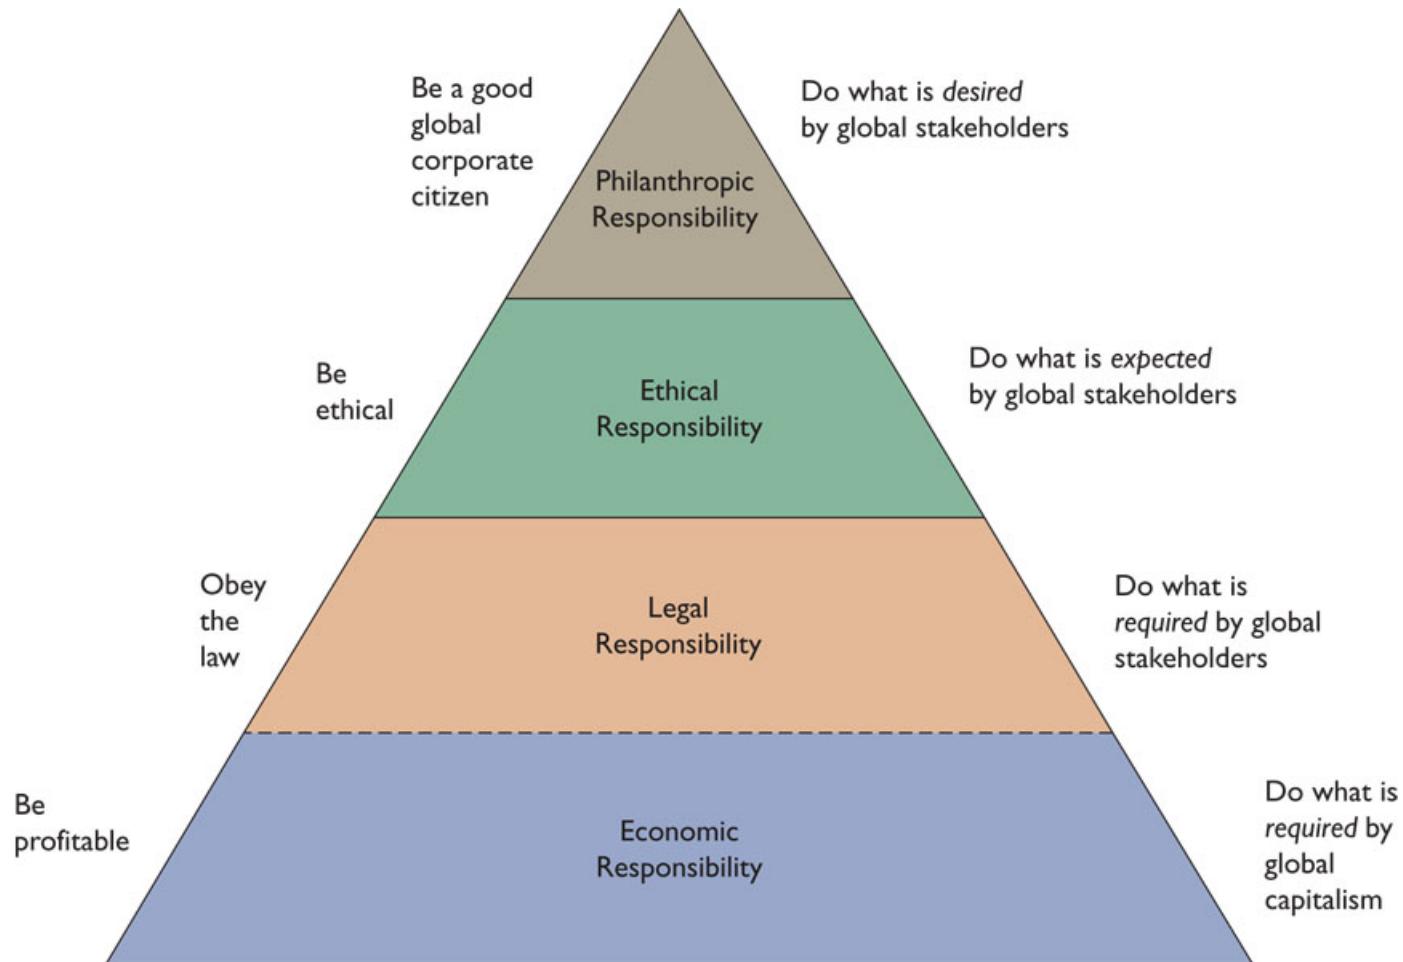 Be a good
global
corporate
citizen
Philanthropic
Responsibility
Do what is desired
by global stakeholders
Be
ethical
Ethical
Responsibility
Do what is expected
by global stakeholders
Obey
the
law
Legal
Responsibility
Do what is
required by global
stakeholders
Be
profitable
Economic
Responsibility
Do what is
required by
global
capitalism